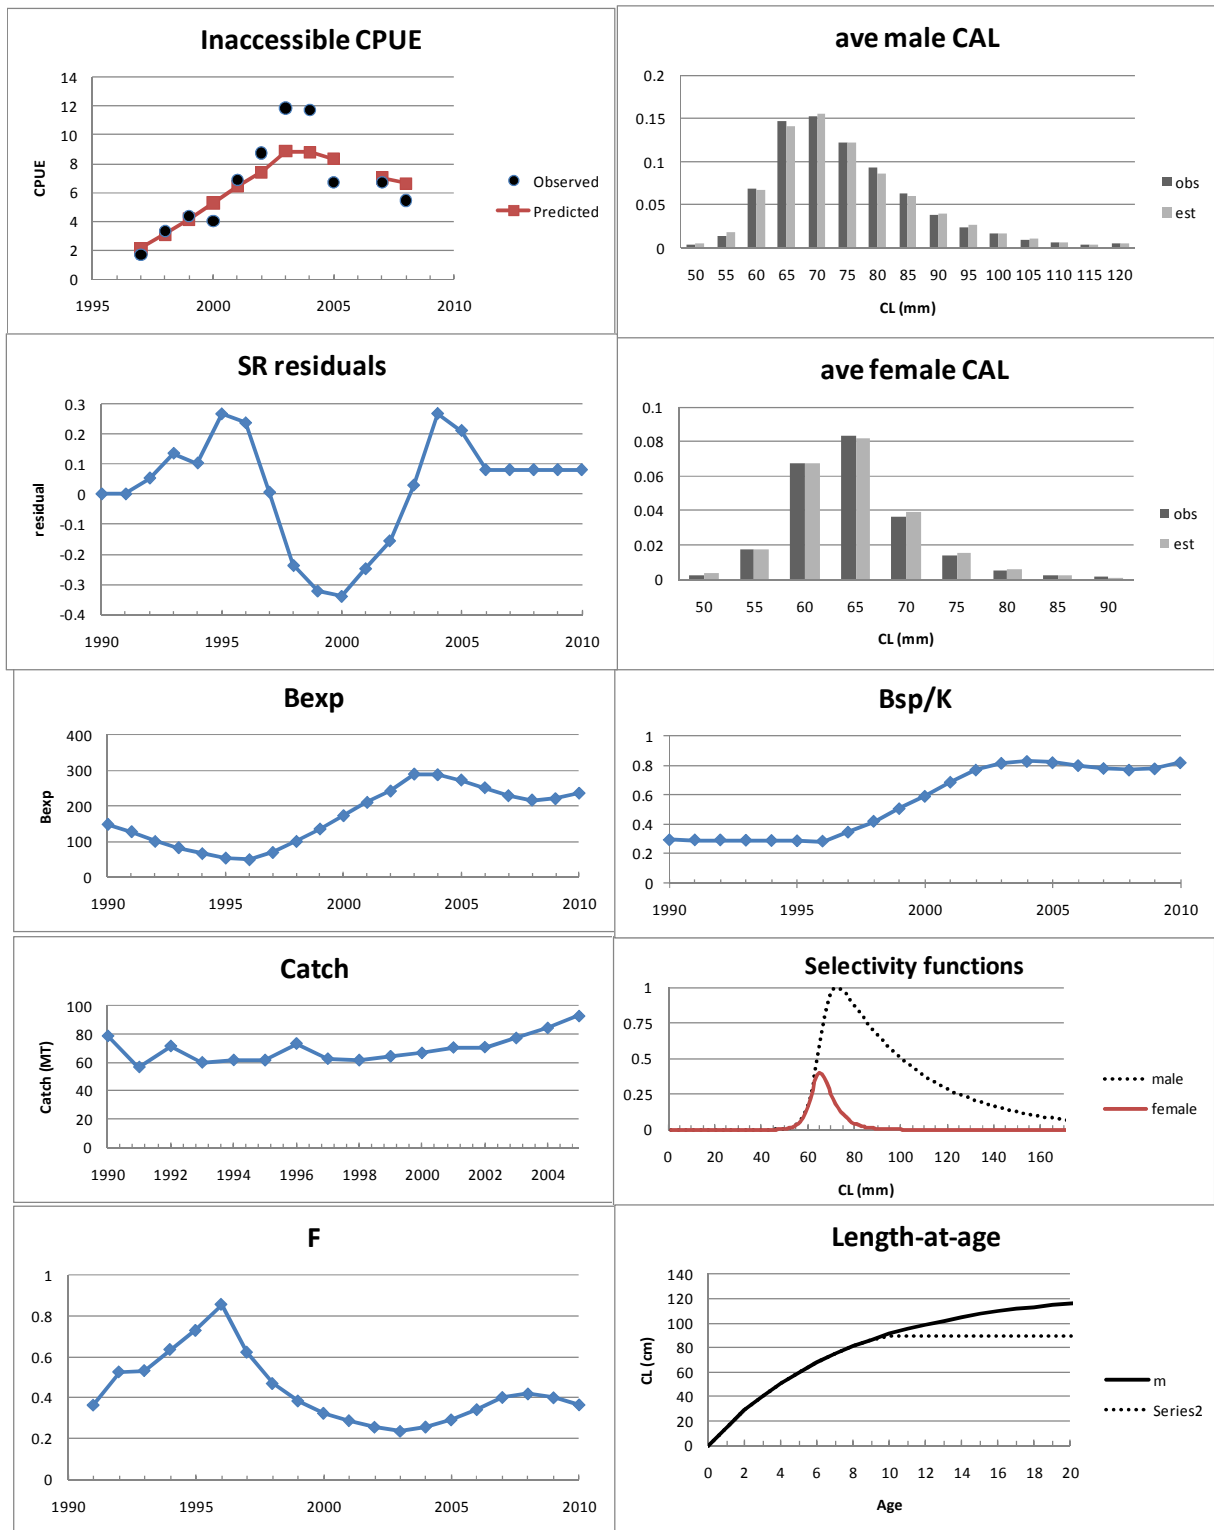 Inaccessible CPUE
14
12
10
8
6
4
2
0
CPUE
1995 2000 2005 2010
Observed
Predicted
ave male CAL
0.2
0.15
0.1
0.05
0
50 55 60 65 70 75 80 85 90 95 100 105 110 115 120
CL (mm)
obs
est
SR residuals
0.3
0.2
0.1
0
-0.1
-0.2
-0.3
-0.4
residual
1990 1995 2000 2005 2010
ave female CAL
0.1
0.08
0.06
0.04
0.02
0
50 55 60 65 70 75 80 85 90
CL (mm)
obs
est
Bexp
400
300
200
100
0
Bexp
1990 1995 2000 2005 2010
Bsp/K
1
0.8
0.6
0.4
0.2
0
1990 1995 2000 2005 2010
Catch
100
80
60
40
20
0
Catch (MT)
1990 1992 1994 1996 1998 2000 2002 2004
Selectivity functions
1
0.75
0.5
0.25
0
0 20 40 60 80 100 120 140 160
CL (mm)
male
female
F
1
0.8
0.6
0.4
0.2
0
1990 1995 2000 2005 2010
Length-at-age
140
120
100
80
60
40
20
0
CL (cm)
0 2 4 6 8 10 12 14 16 18 20
Age
m
Series2